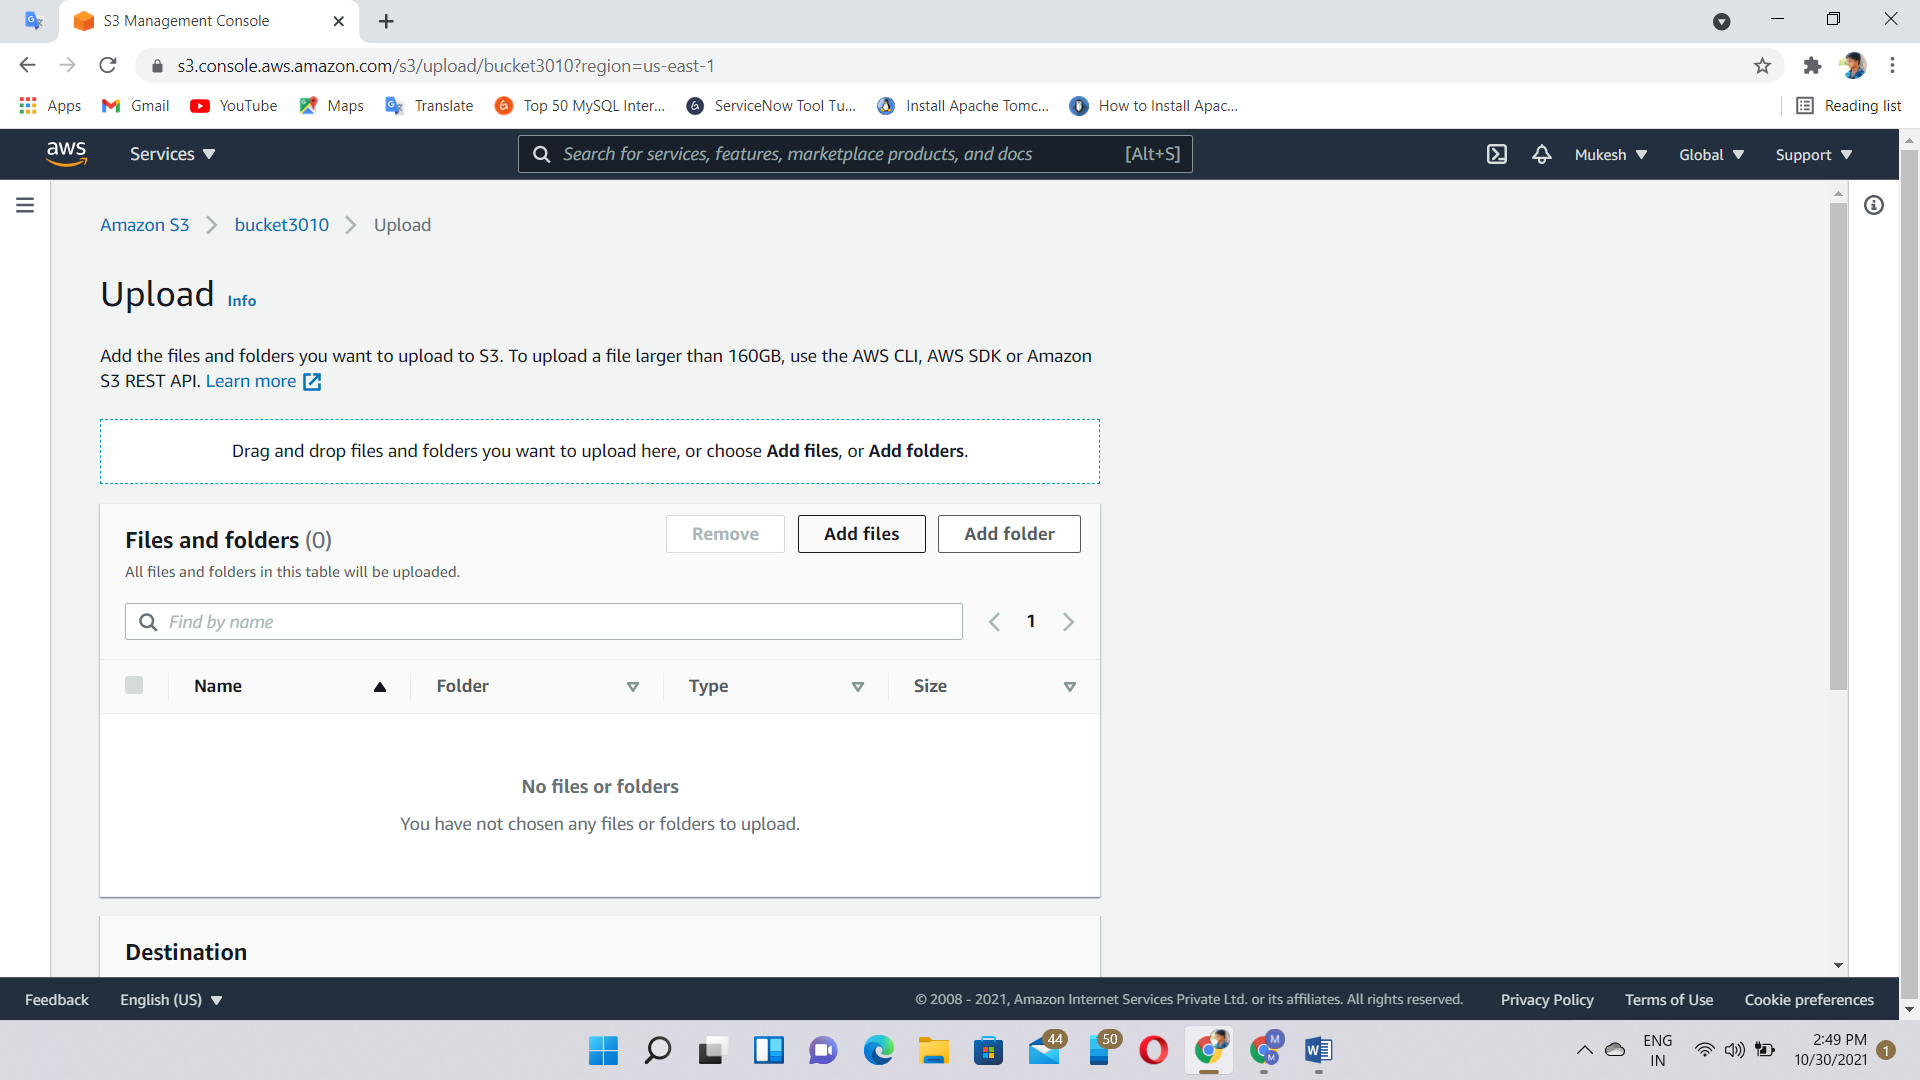 S3 Management Console
s3.console.aws.amazon.com/s3/upload/bucket3010?region=us-east-1
Apps
Gmail
YouTube
Maps
Translate
Top 50 MySQL Inter...
ServiceNow Tool Tu...
Install Apache Tomc...
How to Install Apac...
Reading list
aws
Services
Search for services, features, marketplace products, and docs
[Alt+S]
Mukesh
Global
Support
Amazon S3
bucket3010
Upload
Upload
Info
Add the files and folders you want to upload to S3. To upload a file larger than 160GB, use the AWS CLI, AWS SDK or Amazon
S3 REST API. Learn more
Drag and drop files and folders you want to upload here, or choose Add files, or Add folders.
Files and folders (0)
Remove
Add files
Add folder
All files and folders in this table will be uploaded.
Find by name
1
Name
Folder
Type
Size
No files or folders
You have not chosen any files or folders to upload.
Destination
Feedback
English (US)
© 2008 - 2021, Amazon Internet Services Private Ltd. or its affiliates. All rights reserved.
Privacy Policy
Terms of Use
Cookie preferences
44
50
M
M
ENG
IN
2:49 PM
10/30/2021
1